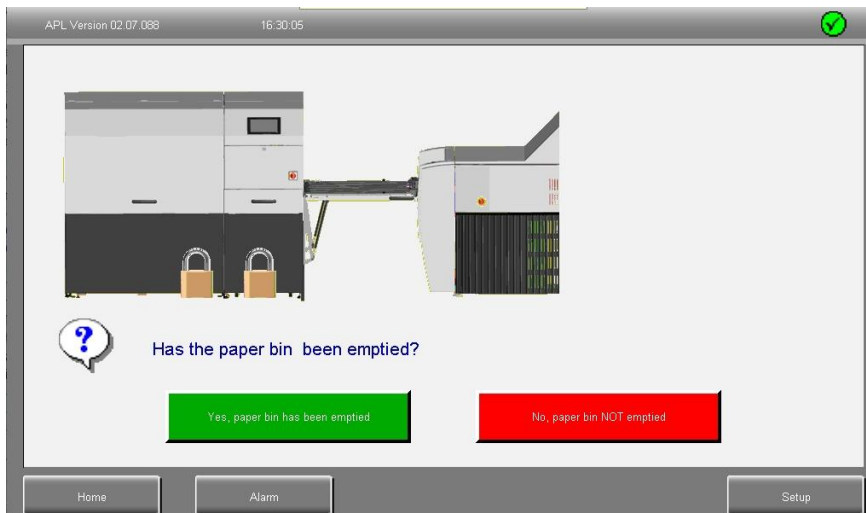 APL Version 02.07.088 16:30:05
?
Has the paper bin been emptied?
Yes, paper bin has been emptied No, paper bin NOT emptied
Home Alarm Setup